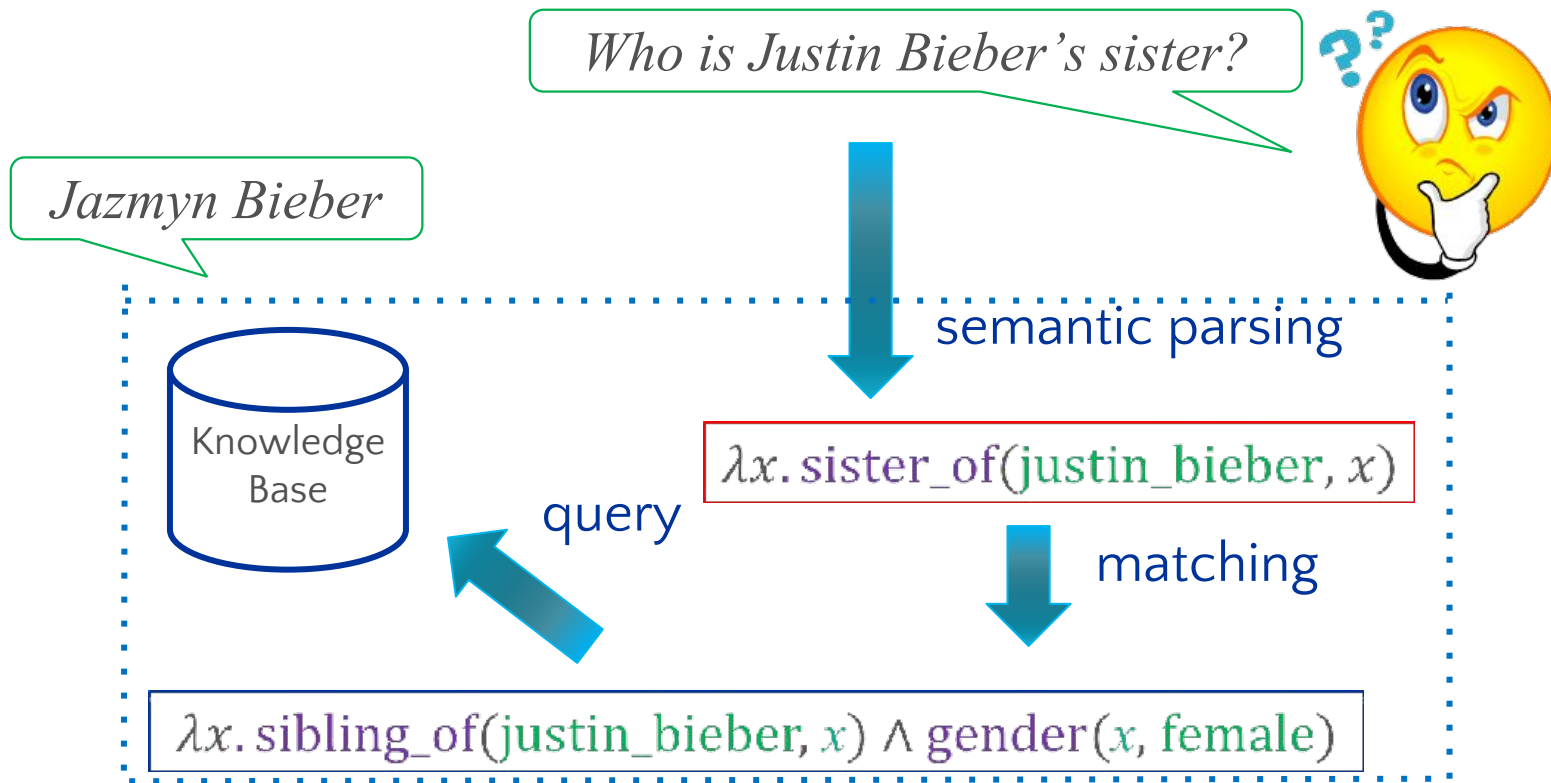 Who is Justin Bieber’s sister?
??
Jazmyn Bieber
semantic parsing
Knowledge
Base
λx. sister_of(justin_bieber, x)
query
matching
λx. sibling_of(justin_bieber, x) ∧ gender(x, female)